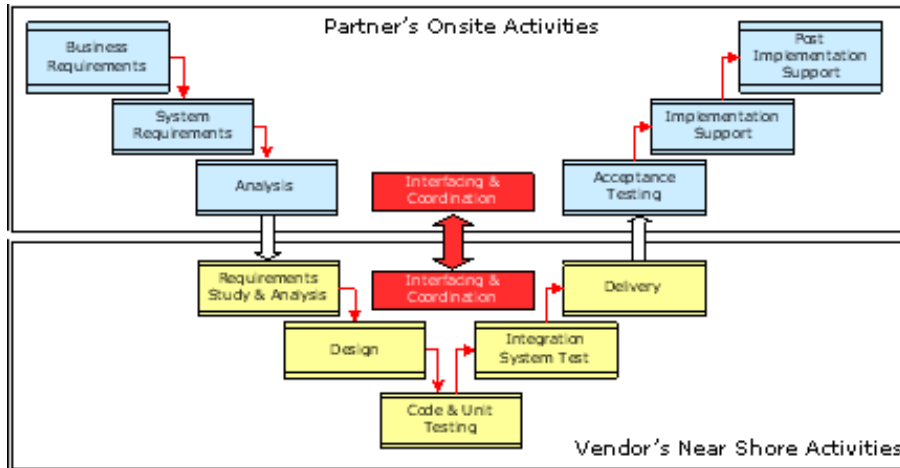 Partner's Onsite Activities
Business
Requirements
System
Requirements
Analysis
Interfacing &
Coordination
Acceptance
Testing
Implementation
Support
Post
Implementation
Support
Requirements
Study & Analysis
Design
Code & Unit
Testing
Interfacing &
Coordination
Integration
System Test
Delivery
Vendor's Near Shore Activities